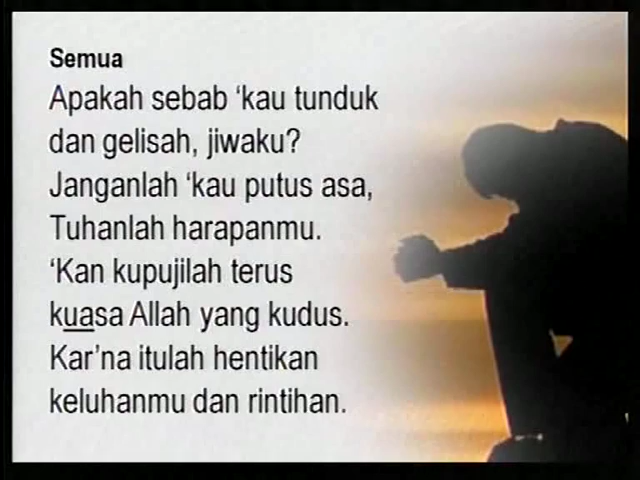 Semua
Apakah sebab ‘kau tunduk
dan gelisah, jiwaku?
Janganlah ‘kau putus asa,
Tuhanlah harapanmu.
‘Kan kupujilah terus
kuasa Allah yang kudus.
Kar’na itulah hentikan
keluhanmu dan rintihan.